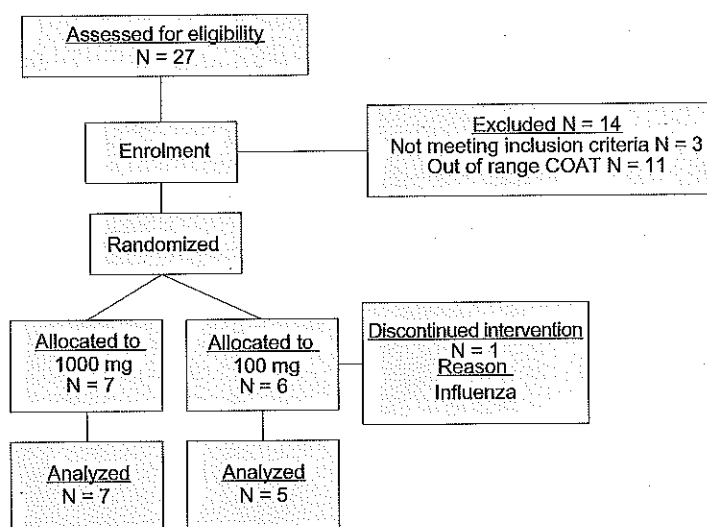 Assessed for eligibility
N = 27
Enrolment
Excluded N = 14
Not meeting inclusion criteria N = 3
Out of range COAT N = 11
Randomized
Allocated to
1000 mg
N = 7
Allocated to
100 mg
N = 6
Discontinued intervention
N = 1
Reason
Influenza
Analyzed
N = 7
Analyzed
N = 5